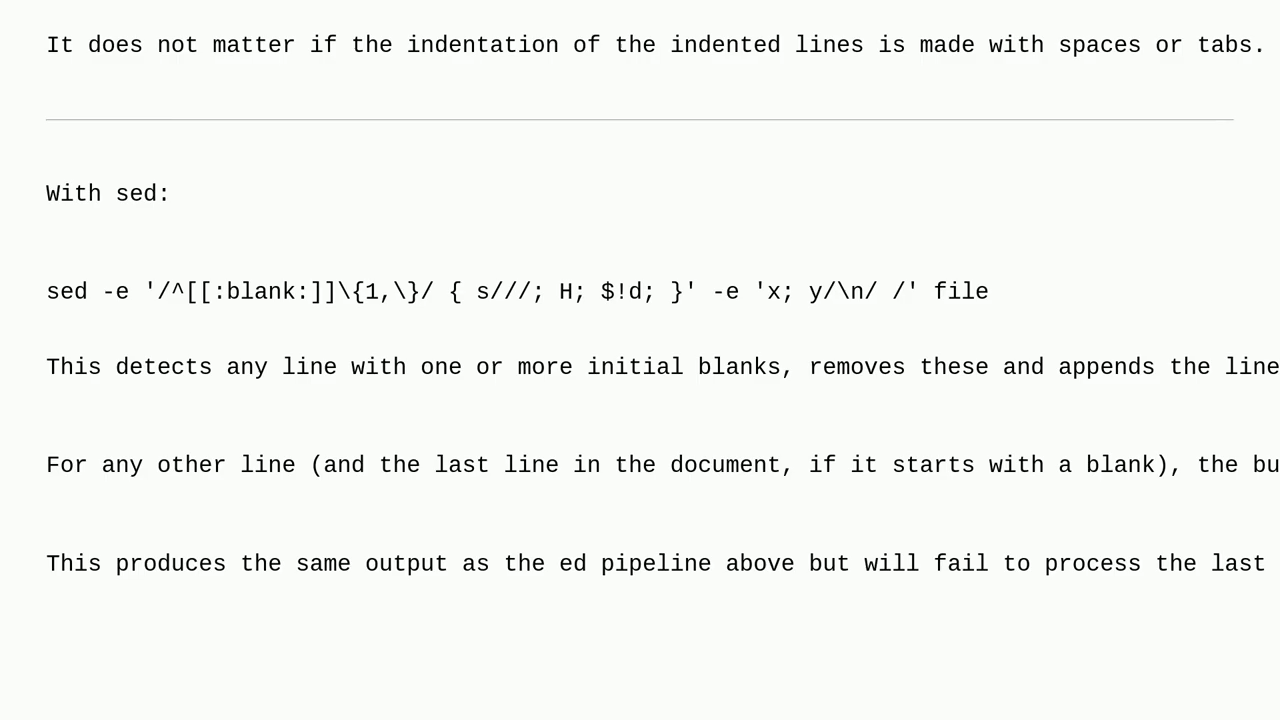 It does not matter if the indentation of the indented lines is made with spaces or tabs.
With sed:
sed -e '/^[[:blank:]]\{1,\}/ { s///; H; $!d; }' -e 'x; y/\n/ /' file
This detects any line with one or more initial blanks, removes these and appends the line
For any other line (and the last line in the document, if it starts with a blank), the bu
This produces the same output as the ed pipeline above but will fail to process the last